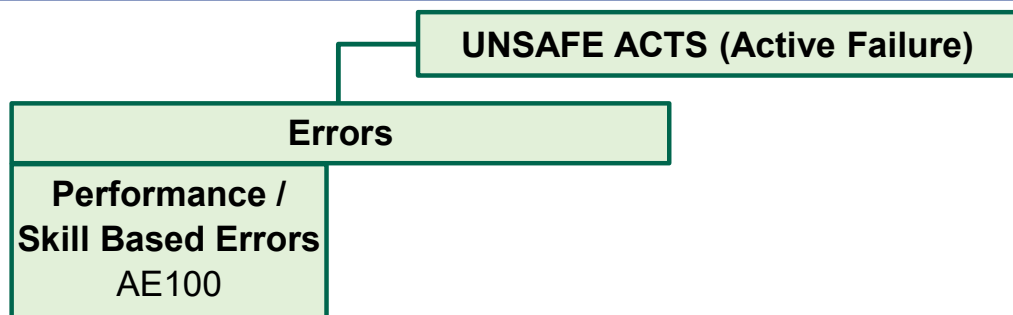 UNSAFE ACTS (Active Failure)
Errors
Performance /
Skill Based Errors
AE100